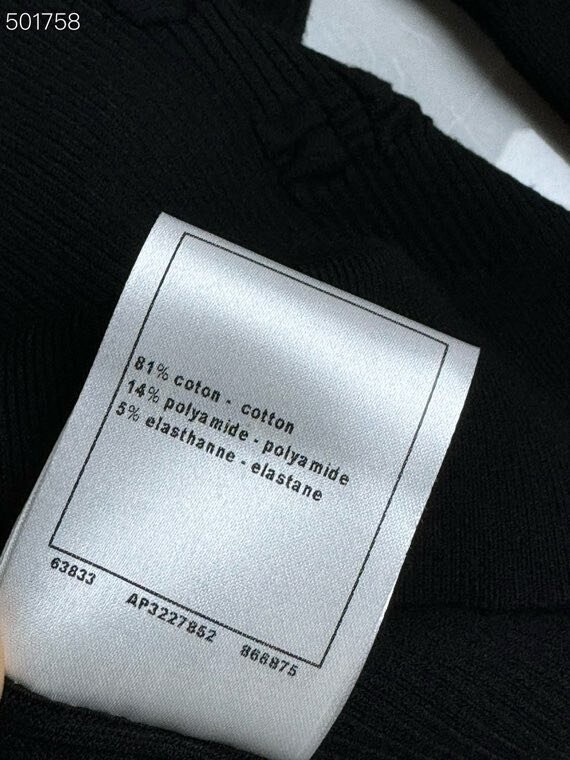 501758
81% coton - cotton
14% polyamide - polyamide
5% elasthanne - elastane
63833 AP3227852 866875